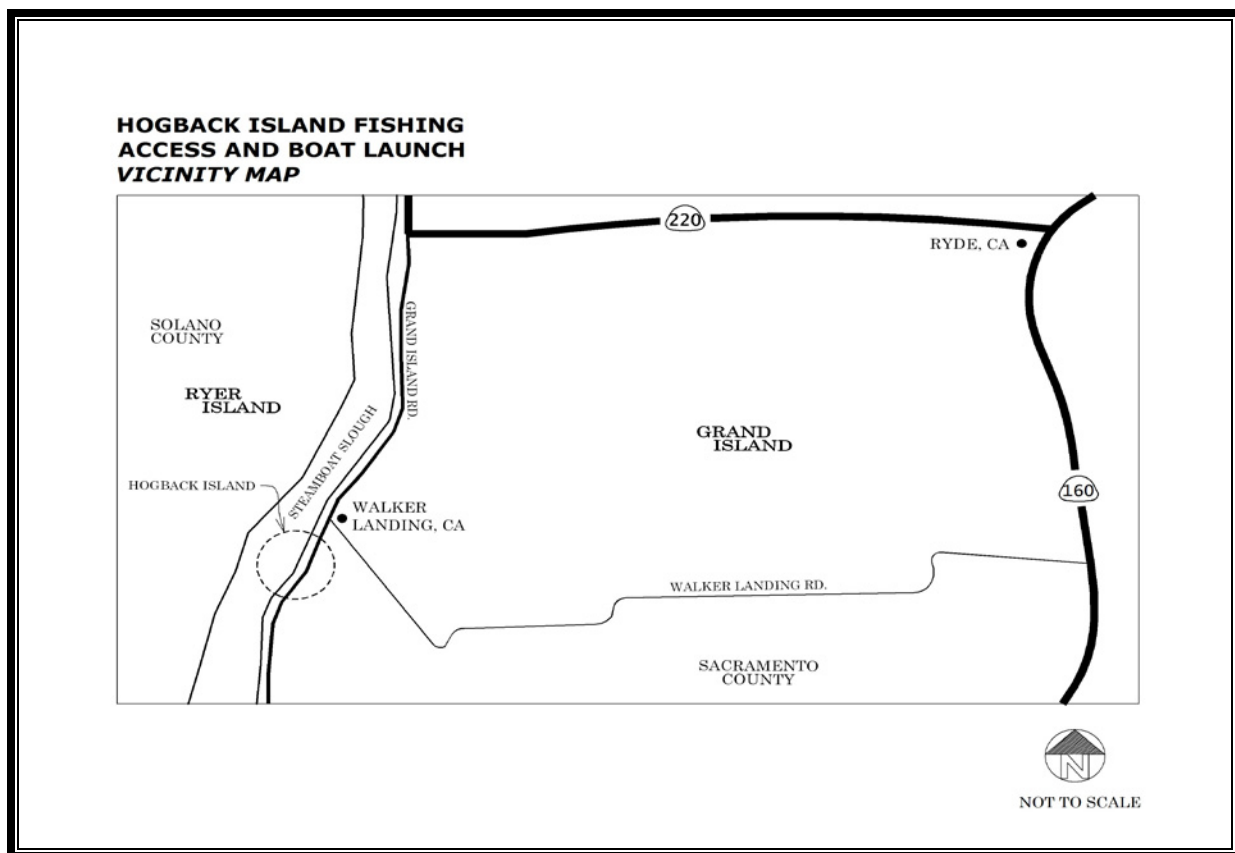 HOGBACK ISLAND FISHING
ACCESS AND BOAT LAUNCH
VICINITY MAP
220
RYDE, CA
SOLANO
COUNTY
GRAND ISLAND RD.
RYER
ISLAND
STEAMBOAT SLOUGH
GRAND
ISLAND
HOGBACK ISLAND
WALKER
LANDING, CA
160
WALKER LANDING RD.
SACRAMENTO
COUNTY
N
NOT TO SCALE